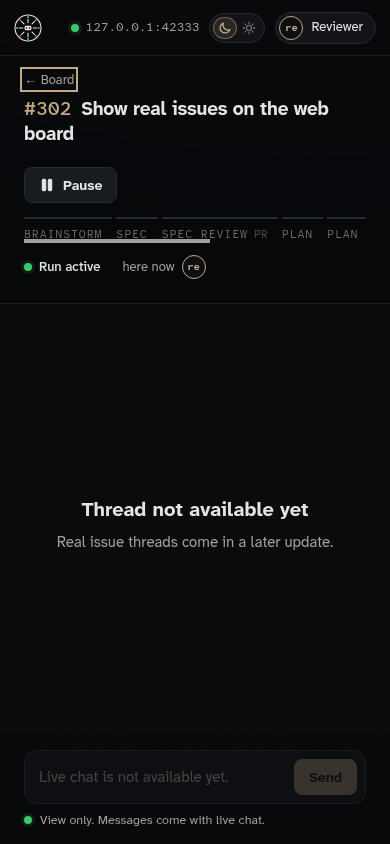 127.0.0.1:42333 re Reviewer
← Board
#302 Show real issues on the web
board
Pause
BRAINSTORM SPEC SPEC REVIEW PR PLAN PLAN
Run active here now re
Thread not available yet
Real issue threads come in a later update.
Live chat is not available yet. Send
View only. Messages come with live chat.